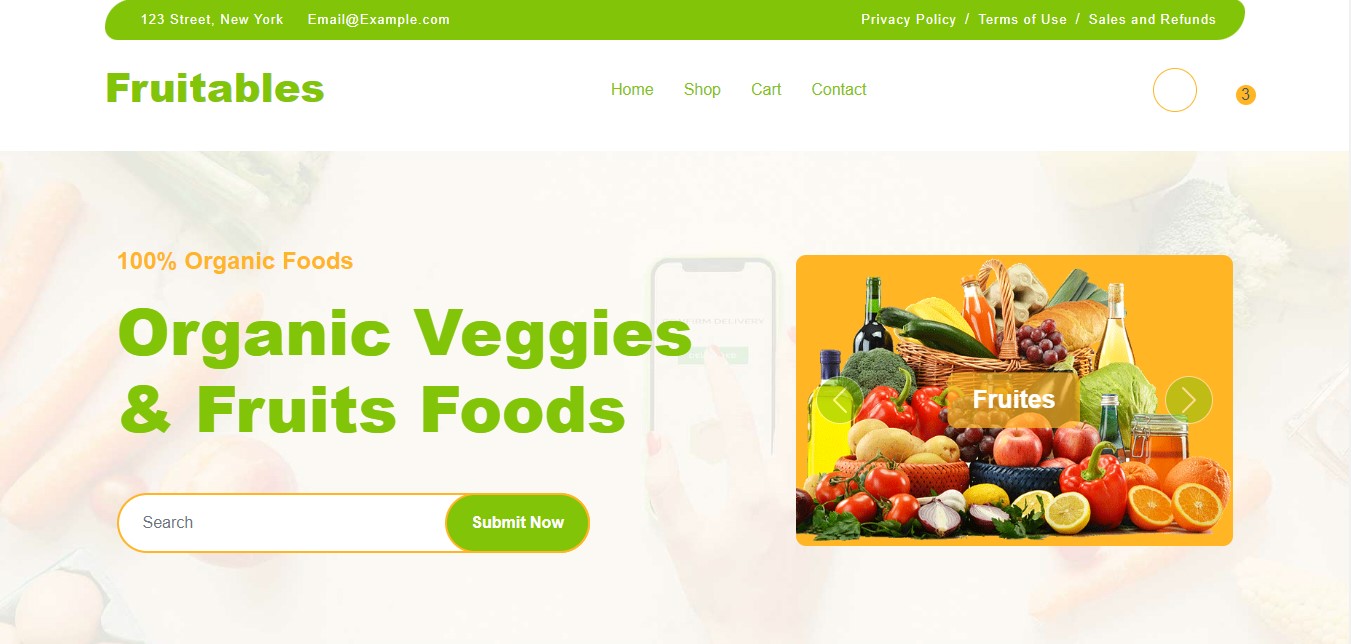 123 Street, New York Email@Example.com Privacy Policy / Terms of Use / Sales and Refunds
Fruitables Home Shop Cart Contact 3
100% Organic Foods
Organic Veggies
& Fruits Foods
DELIVERY
Fruites
Search Submit Now